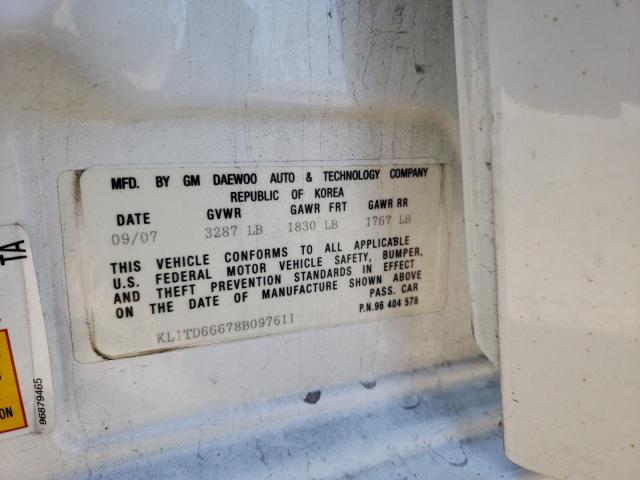 MFD. BY GM DAEWOO AUTO & TECHNOLOGY COMPANY
REPUBLIC OF KOREA
DATE GVWR GAWR FRT GAWR RR
09/07 3287 LB 1830 LB 1767 LB
THIS VEHICLE CONFORMS TO ALL APPLICABLE
U.S. FEDERAL MOTOR VEHICLE SAFETY, BUMPER,
AND THEFT PREVENTION STANDARDS IN EFFECT
ON THE DATE OF MANUFACTURE SHOWN ABOVE
PASS. CAR
P.N.96 404 578
KL1TD66678B097611
TA
ON
96879465